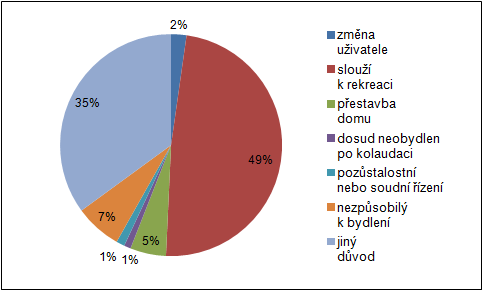 2%
49%
5%
1%
1%
7%
35%
změna
uživatele
slouží
k rekreaci
přestavba
domu
dosud neobydlen
po kolaudaci
pozůstalostní
nebo soudní řízení
nezpůsobilý
k bydlení
jiný
důvod